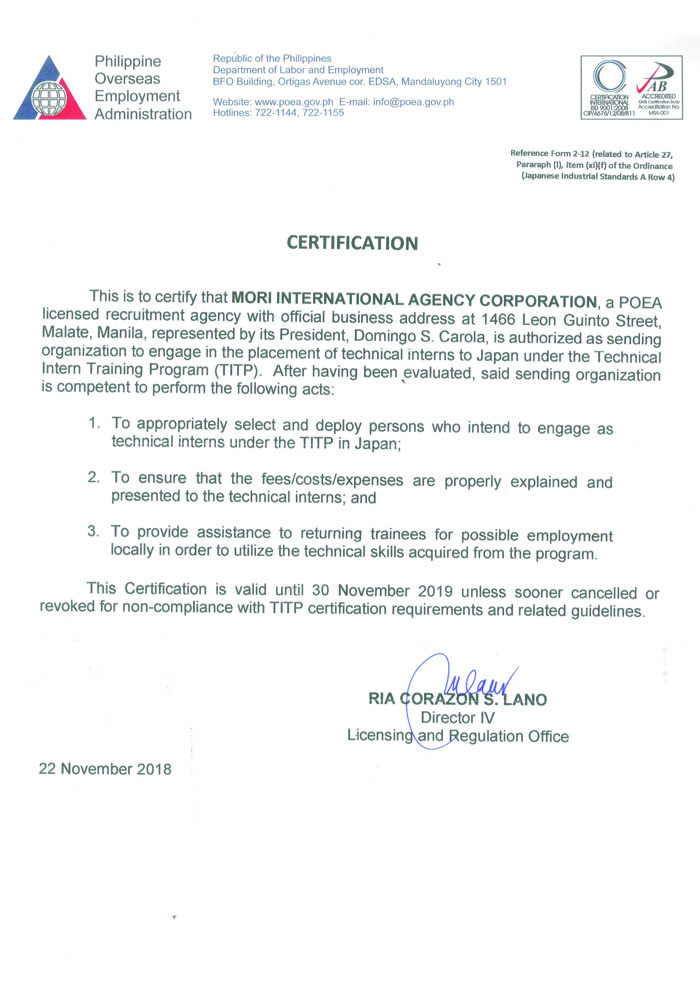 Philippine
Overseas
Employment
Administration
Republic of the Philippines
Department of Labor and Employment
BFO Building, Ortigas Avenue cor. EDSA, Mandaluyong City 1501
Website: www.poea.gov.ph E-mail: info@poea.gov.ph
Hotlines: 722-1144, 722-1155
CERTIFICATION
INTERNATIONAL
ISO 9001:2008
CIP/4676/12/08/811
PAB
ACCREDITED
QMS Certification Body
Accreditation No:
MSA-001
Reference Form 2-12 (related to Article 27,
Pararaph (I), item (xi)(f) of the Ordinance
(Japanese Industrial Standards A Row 4)
CERTIFICATION
This is to certify that MORI INTERNATIONAL AGENCY CORPORATION, a POEA
licensed recruitment agency with official business address at 1466 Leon Guinto Street,
Malate, Manila, represented by its President, Domingo S. Carola, is authorized as sending
organization to engage in the placement of technical interns to Japan under the Technical
Intern Training Program (TITP). After having been evaluated, said sending organization
is competent to perform the following acts:
1. To appropriately select and deploy persons who intend to engage as
technical interns under the TITP in Japan;
2. To ensure that the fees/costs/expenses are properly explained and
presented to the technical interns; and
3. To provide assistance to returning trainees for possible employment
locally in order to utilize the technical skills acquired from the program.
This Certification is valid until 30 November 2019 unless sooner cancelled or
revoked for non-compliance with TITP certification requirements and related guidelines.
RIA CORAZON S. LANO
Director IV
Licensing and Regulation Office
22 November 2018